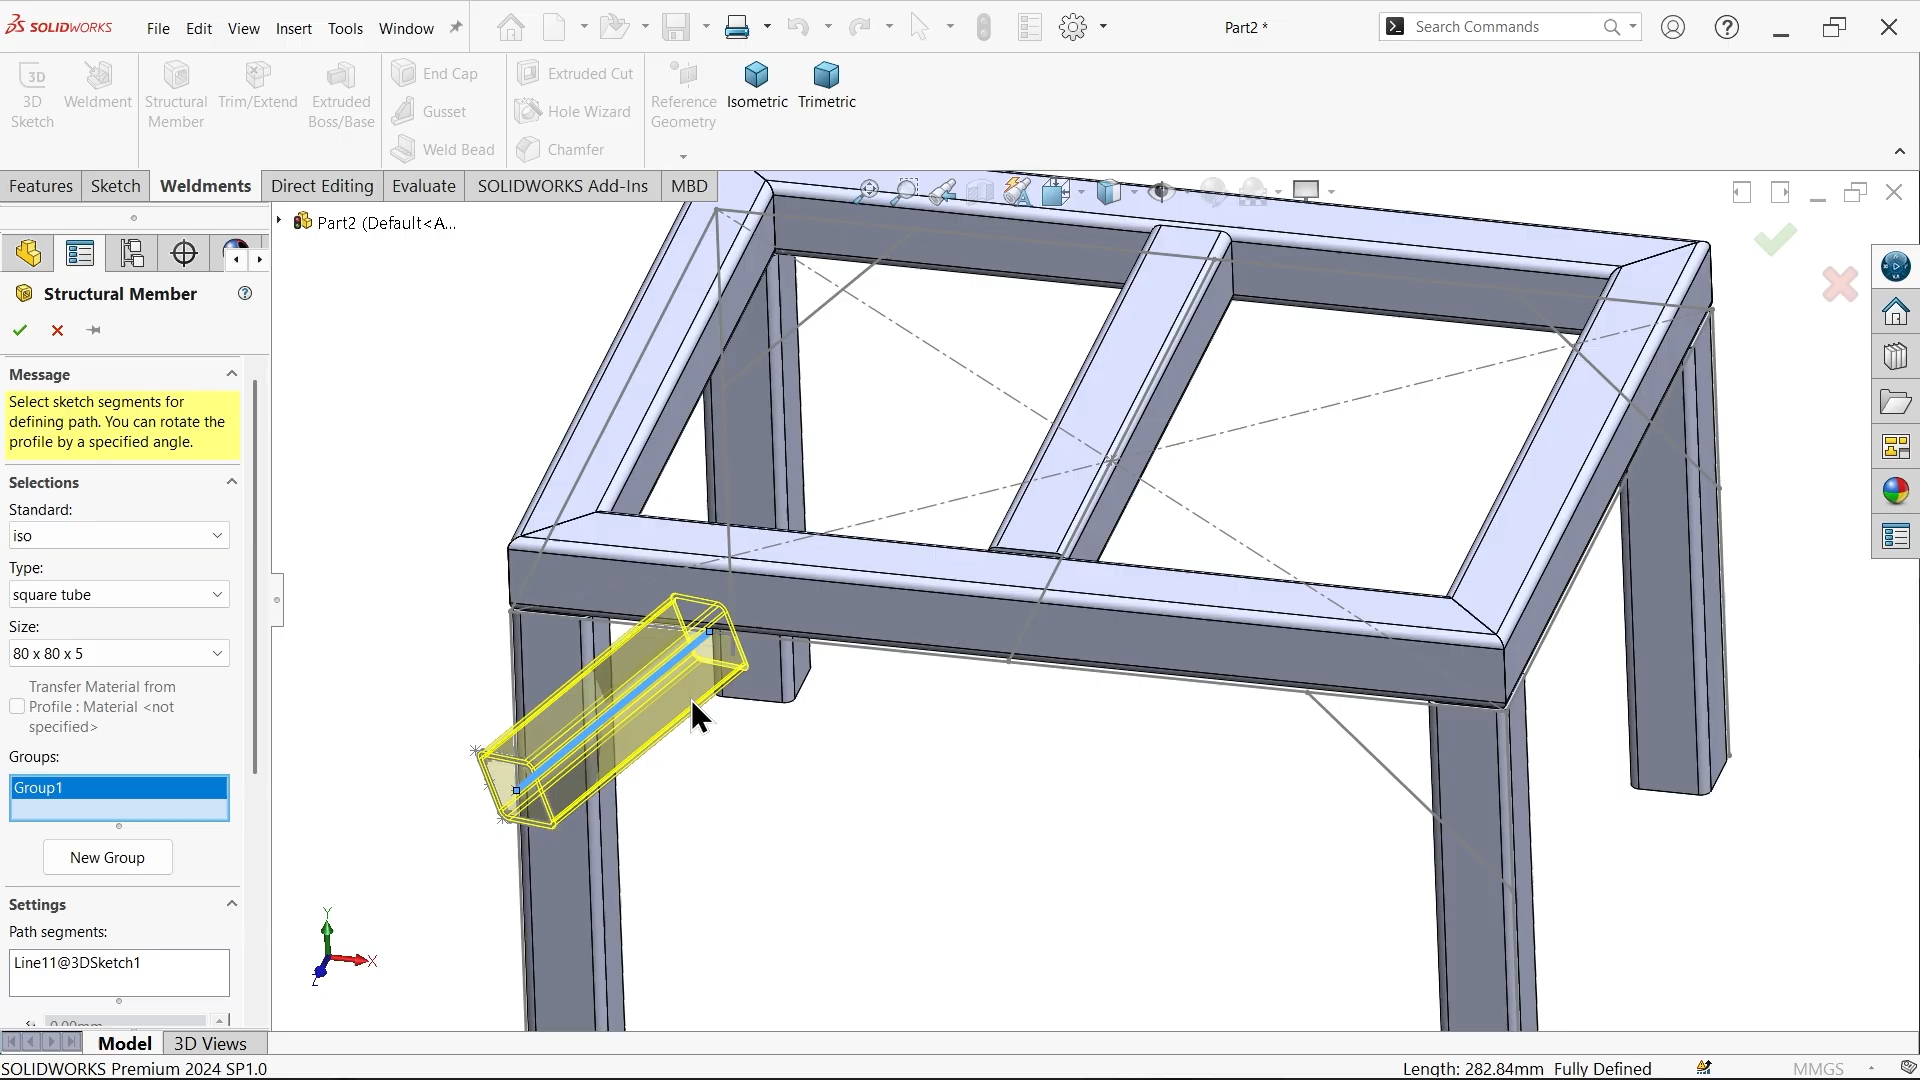 SOLIDWORKS
File
Edit
View
Insert
Tools
Window
Part2 *
Search Commands
3D
Sketch
Weldment
Structural
Member
Trim/Extend
Extruded
Boss/Base
End Cap
Gusset
Weld Bead
Extruded Cut
Hole Wizard
Chamfer
Reference
Geometry
Isometric
Trimetric
Features
Sketch
Weldments
Direct Editing
Evaluate
SOLIDWORKS Add-Ins
MBD
Part2 (Default<A...
Structural Member
Message
Select sketch segments for
defining path. You can rotate the
profile by a specified angle.
Selections
Standard:
iso
Type:
square tube
Size:
80 x 80 x 5
Transfer Material from
Profile : Material <not
specified>
Groups:
Group1
New Group
Settings
Path segments:
Line11@3DSketch1
0.00mm
Y
X
Z
Model
3D Views
SOLIDWORKS Premium 2024 SP1.0
Length: 282.84mm
Fully Defined
MMGS